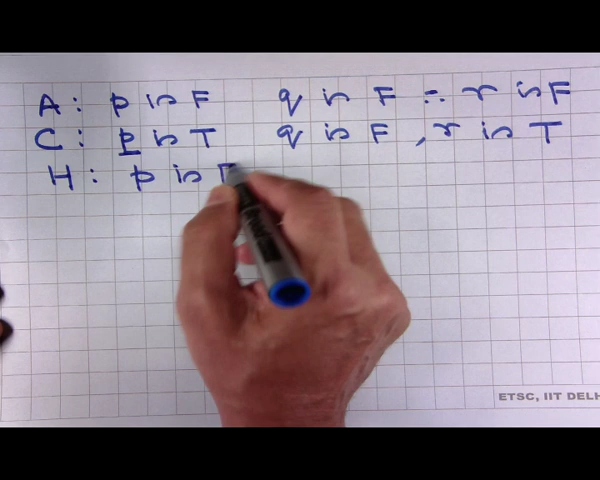 A: p is F q is F ∴ r is F
C: p is T q is F , r is T
H: p is F
ETSC, IIT DELH